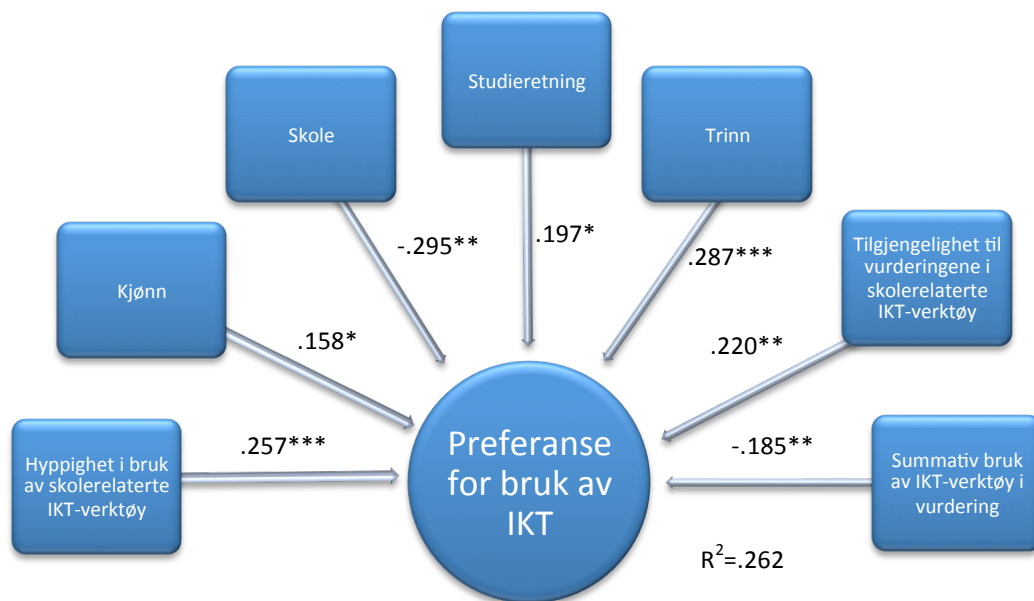 Studieretning
Skole
Trinn
-.295**
.197*
.287***
Kjønn
Tilgjengelighet til
vurderingene i
skolerelaterte
IKT-verktøy
.158*
.220**
Hyppighet i bruk
av skolerelaterte
IKT-verktøy
.257***
Preferanse
for bruk av
IKT
-.185**
Summativ bruk
av IKT-verktøy i
vurdering
R²=.262